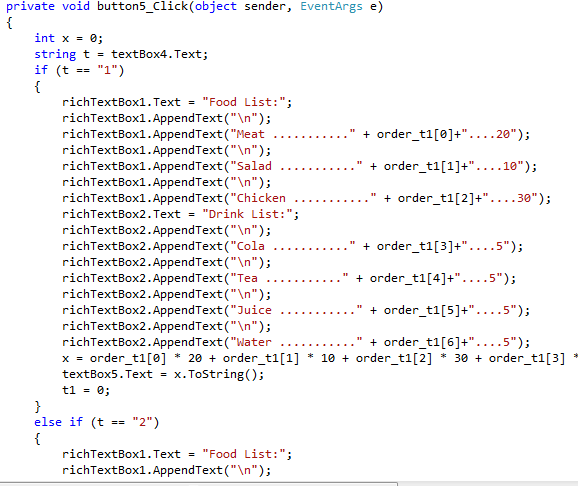 private void button5_Click(object sender, EventArgs e)
{
int x = 0;
string t = textBox4.Text;
if (t == "1")
{
richTextBox1.Text = "Food List:";
richTextBox1.AppendText("\n");
richTextBox1.AppendText("Meat ..........." + order_t1[0]+"....20");
richTextBox1.AppendText("\n");
richTextBox1.AppendText("Salad ..........." + order_t1[1]+"....10");
richTextBox1.AppendText("\n");
richTextBox1.AppendText("Chicken ..........." + order_t1[2]+"....30");
richTextBox2.Text = "Drink List:";
richTextBox2.AppendText("\n");
richTextBox2.AppendText("Cola ..........." + order_t1[3]+"....5");
richTextBox2.AppendText("\n");
richTextBox2.AppendText("Tea ..........." + order_t1[4]+"....5");
richTextBox2.AppendText("\n");
richTextBox2.AppendText("Juice ..........." + order_t1[5]+"....5");
richTextBox2.AppendText("\n");
richTextBox2.AppendText("Water ..........." + order_t1[6]+"....5");
x = order_t1[0] * 20 + order_t1[1] * 10 + order_t1[2] * 30 + order_t1[3] *
textBox5.Text = x.ToString();
t1 = 0;
}
else if (t == "2")
{
richTextBox1.Text = "Food List:";
richTextBox1.AppendText("\n");